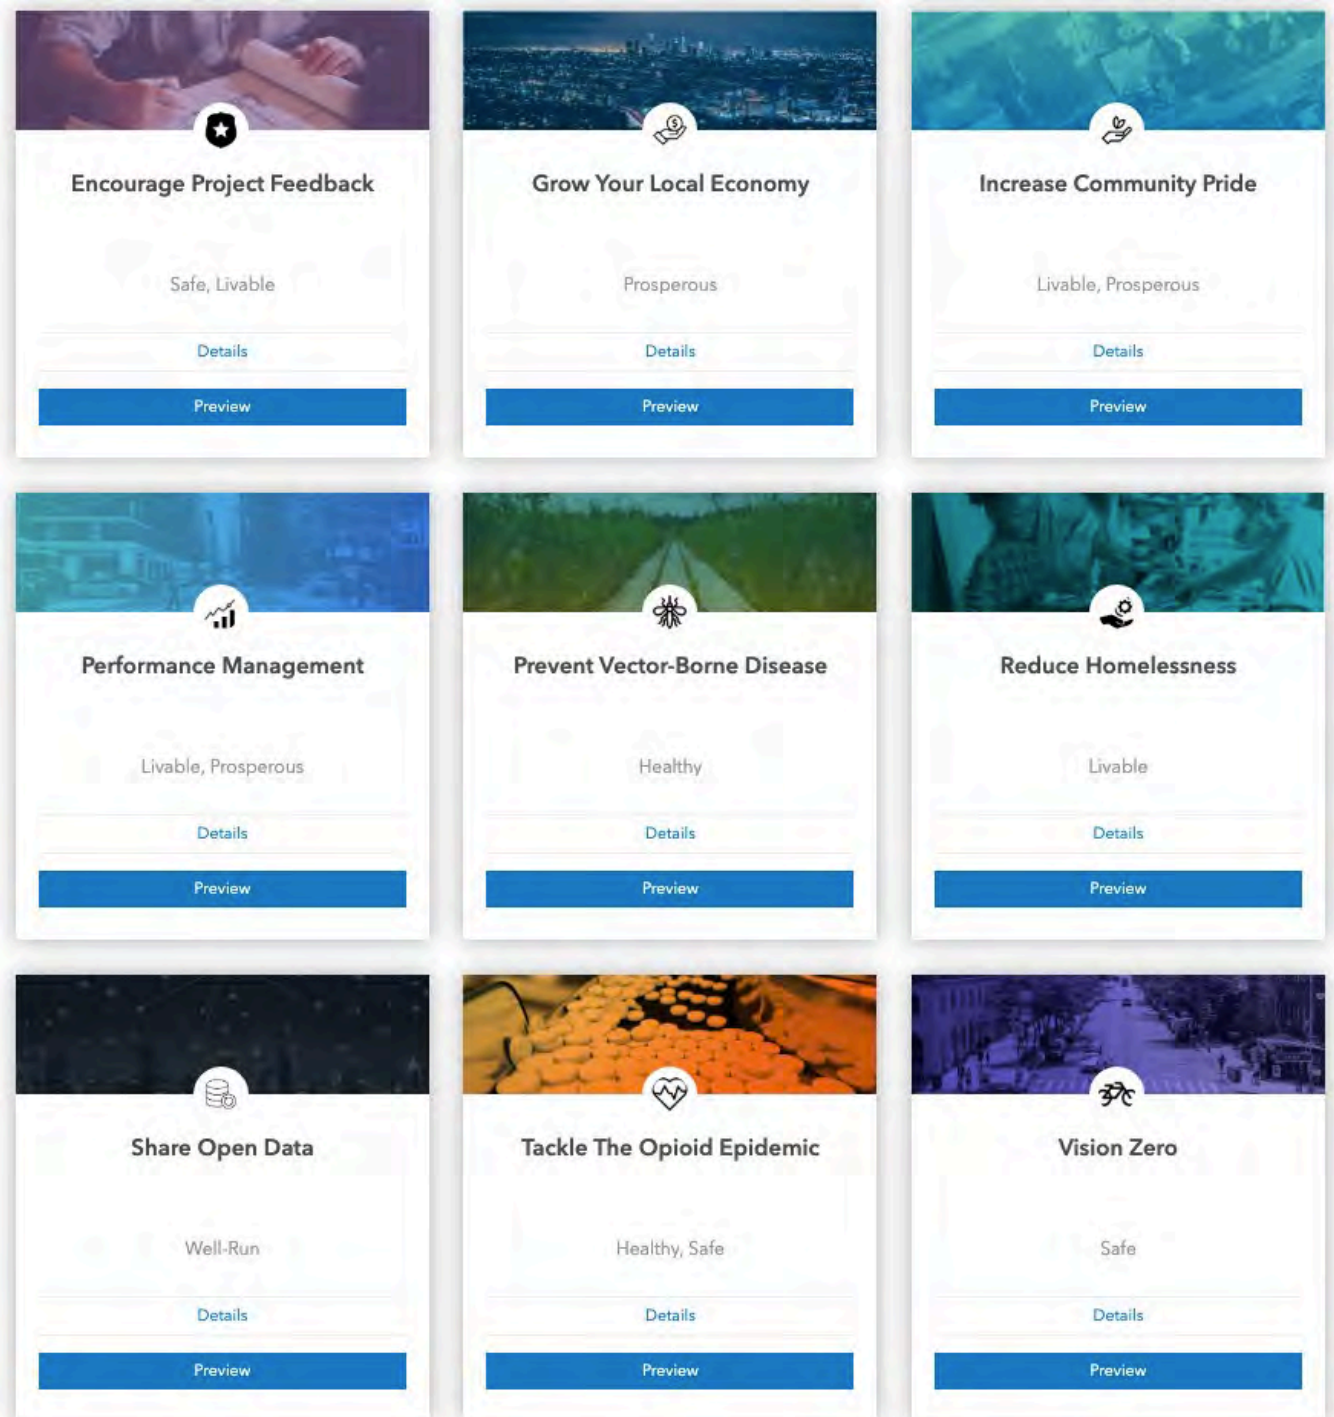 Encourage Project Feedback
Safe, Livable
Details
Preview
Grow Your Local Economy
Prosperous
Details
Preview
Increase Community Pride
Livable, Prosperous
Details
Preview
Performance Management
Livable, Prosperous
Details
Preview
Prevent Vector-Borne Disease
Healthy
Details
Preview
Reduce Homelessness
Livable
Details
Preview
Share Open Data
Well-Run
Details
Preview
Tackle The Opioid Epidemic
Healthy, Safe
Details
Preview
Vision Zero
Safe
Details
Preview